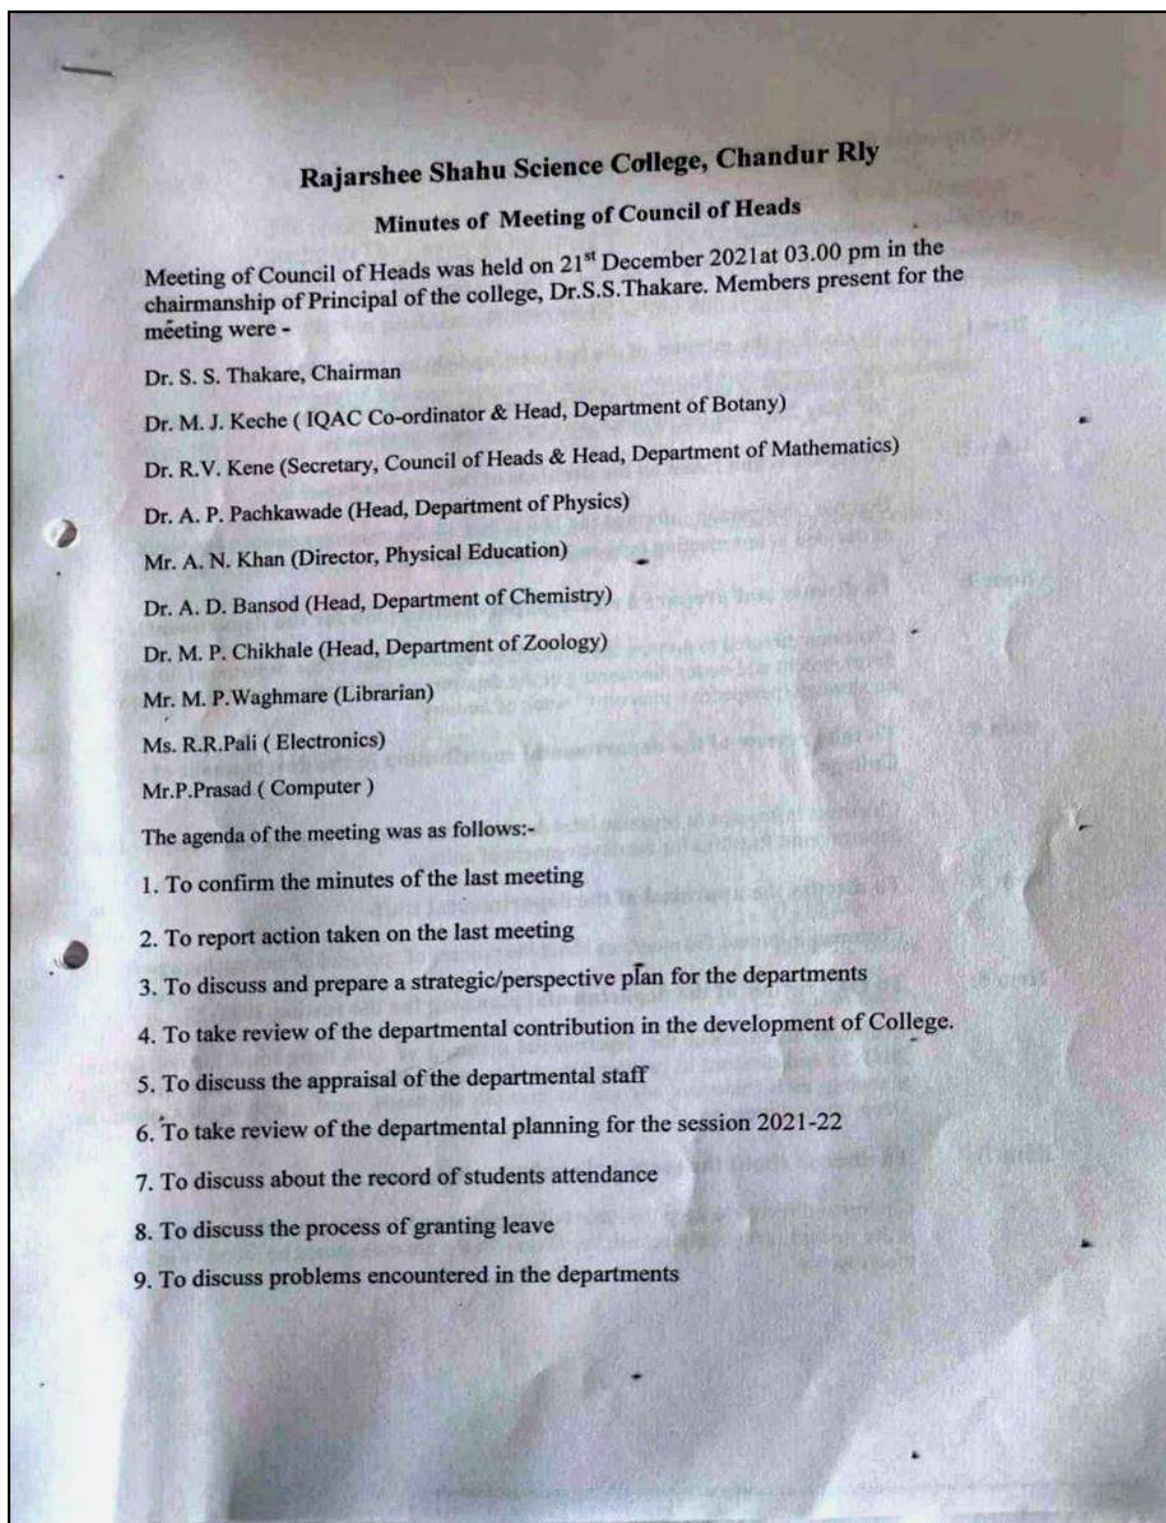 Rajarshee Shahu Science College, Chandur Rly
Minutes of Meeting of Council of Heads
Meeting of Council of Heads was held on 21st December 2021at 03.00 pm in the
chairmanship of Principal of the college, Dr.S.S.Thakare. Members present for the
meeting were -
Dr. S. S. Thakare, Chairman
Dr. M. J. Keche ( IQAC Co-ordinator & Head, Department of Botany)
Dr. R.V. Kene (Secretary, Council of Heads & Head, Department of Mathematics)
Dr. A. P. Pachkawade (Head, Department of Physics)
Mr. A. N. Khan (Director, Physical Education)
Dr. A. D. Bansod (Head, Department of Chemistry)
Dr. M. P. Chikhale (Head, Department of Zoology)
Mr. M. P.Waghmare (Librarian)
Ms. R.R.Pali ( Electronics)
Mr.P.Prasad ( Computer )
The agenda of the meeting was as follows:-
1. To confirm the minutes of the last meeting
2. To report action taken on the last meeting
3. To discuss and prepare a strategic/perspective plan for the departments
4. To take review of the departmental contribution in the development of College.
5. To discuss the appraisal of the departmental staff
6. To take review of the departmental planning for the session 2021-22
7. To discuss about the record of students attendance
8. To discuss the process of granting leave
9. To discuss problems encountered in the departments